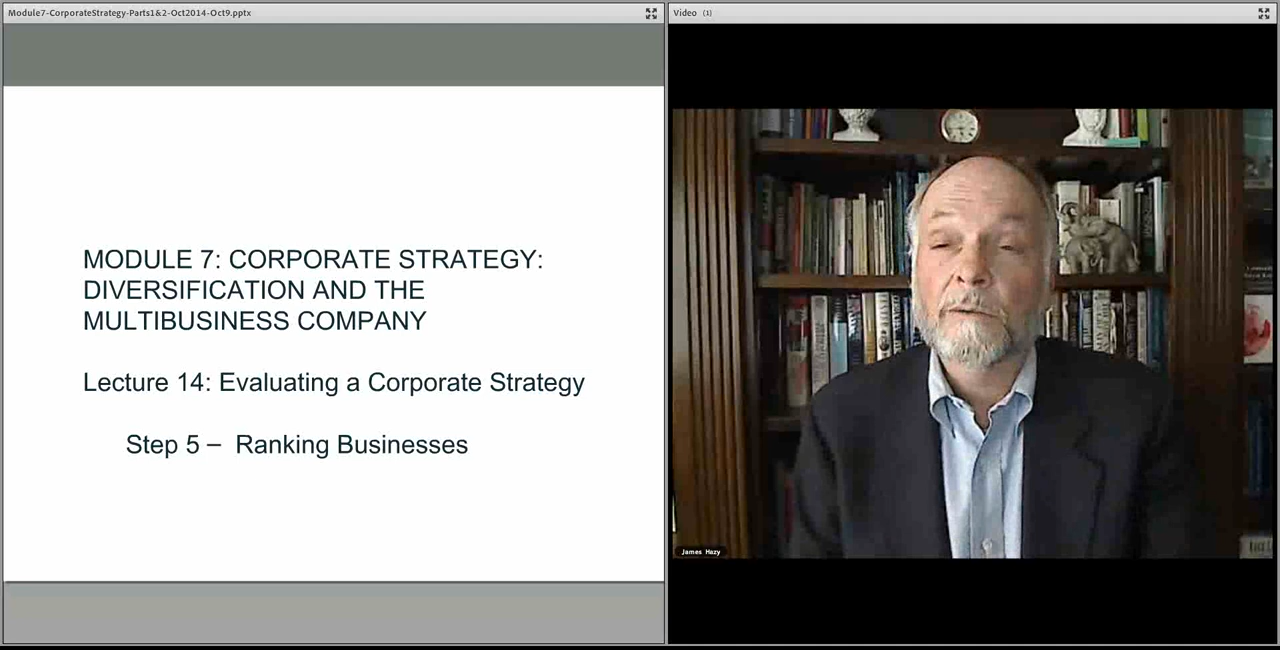 Module7-CorporateStrategy-Parts1&2-Oct2014-Oct9.pptx
Video (1)
MODULE 7: CORPORATE STRATEGY:
DIVERSIFICATION AND THE
MULTIBUSINESS COMPANY
Lecture 14: Evaluating a Corporate Strategy
Step 5 – Ranking Businesses
James Hazy